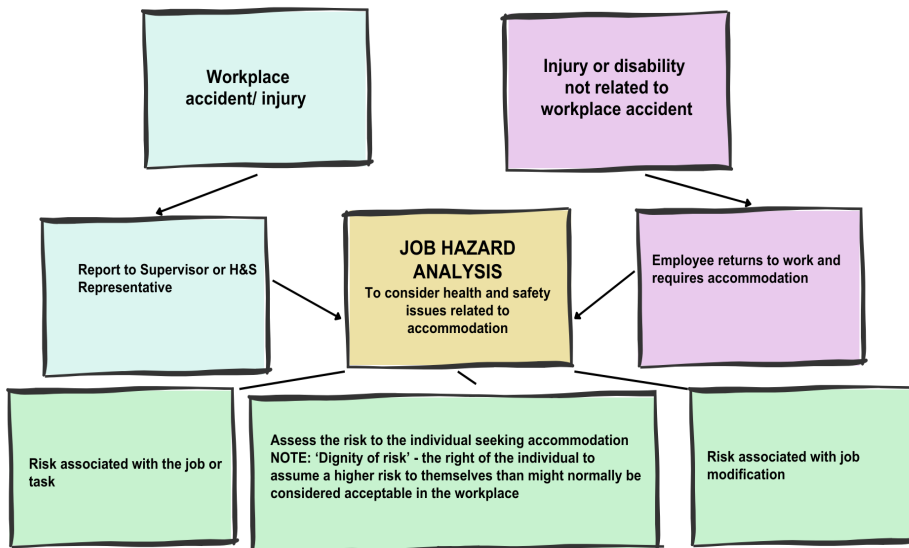 Workplace
accident/ injury
Injury or disability
not related to
workplace accident
Report to Supervisor or H&S
Representative
JOB HAZARD
ANALYSIS
To consider health and safety
issues related to
accommodation
Employee returns to work and
requires accommodation
Risk associated with the job or
task
Assess the risk to the individual seeking accommodation
NOTE: ‘Dignity of risk’ - the right of the individual to
assume a higher risk to themselves than might normally be
considered acceptable in the workplace
Risk associated with job
modification